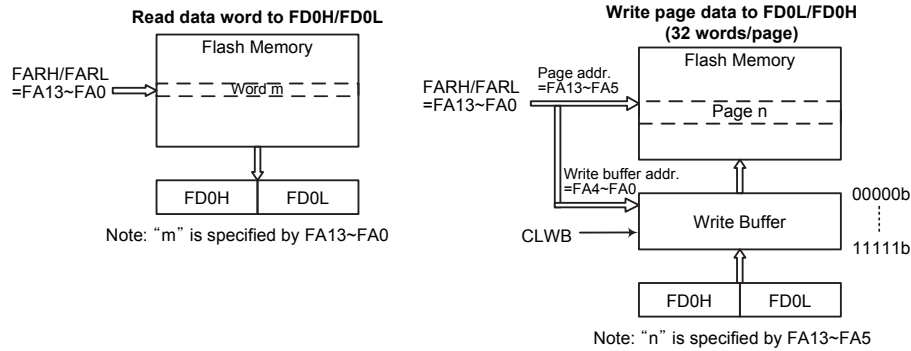 Read data word to FD0H/FD0L
Flash Memory
FARH/FARL
=FA13~FA0
Word m
FD0H
FD0L
Note: “m” is specified by FA13~FA0
Write page data to FD0L/FD0H
(32 words/page)
Flash Memory
FARH/FARL
=FA13~FA0
Page addr.
=FA13~FA5
Page n
Write buffer addr.
=FA4~FA0
Write Buffer
00000b
11111b
CLWB
FD0H
FD0L
Note: “n” is specified by FA13~FA5